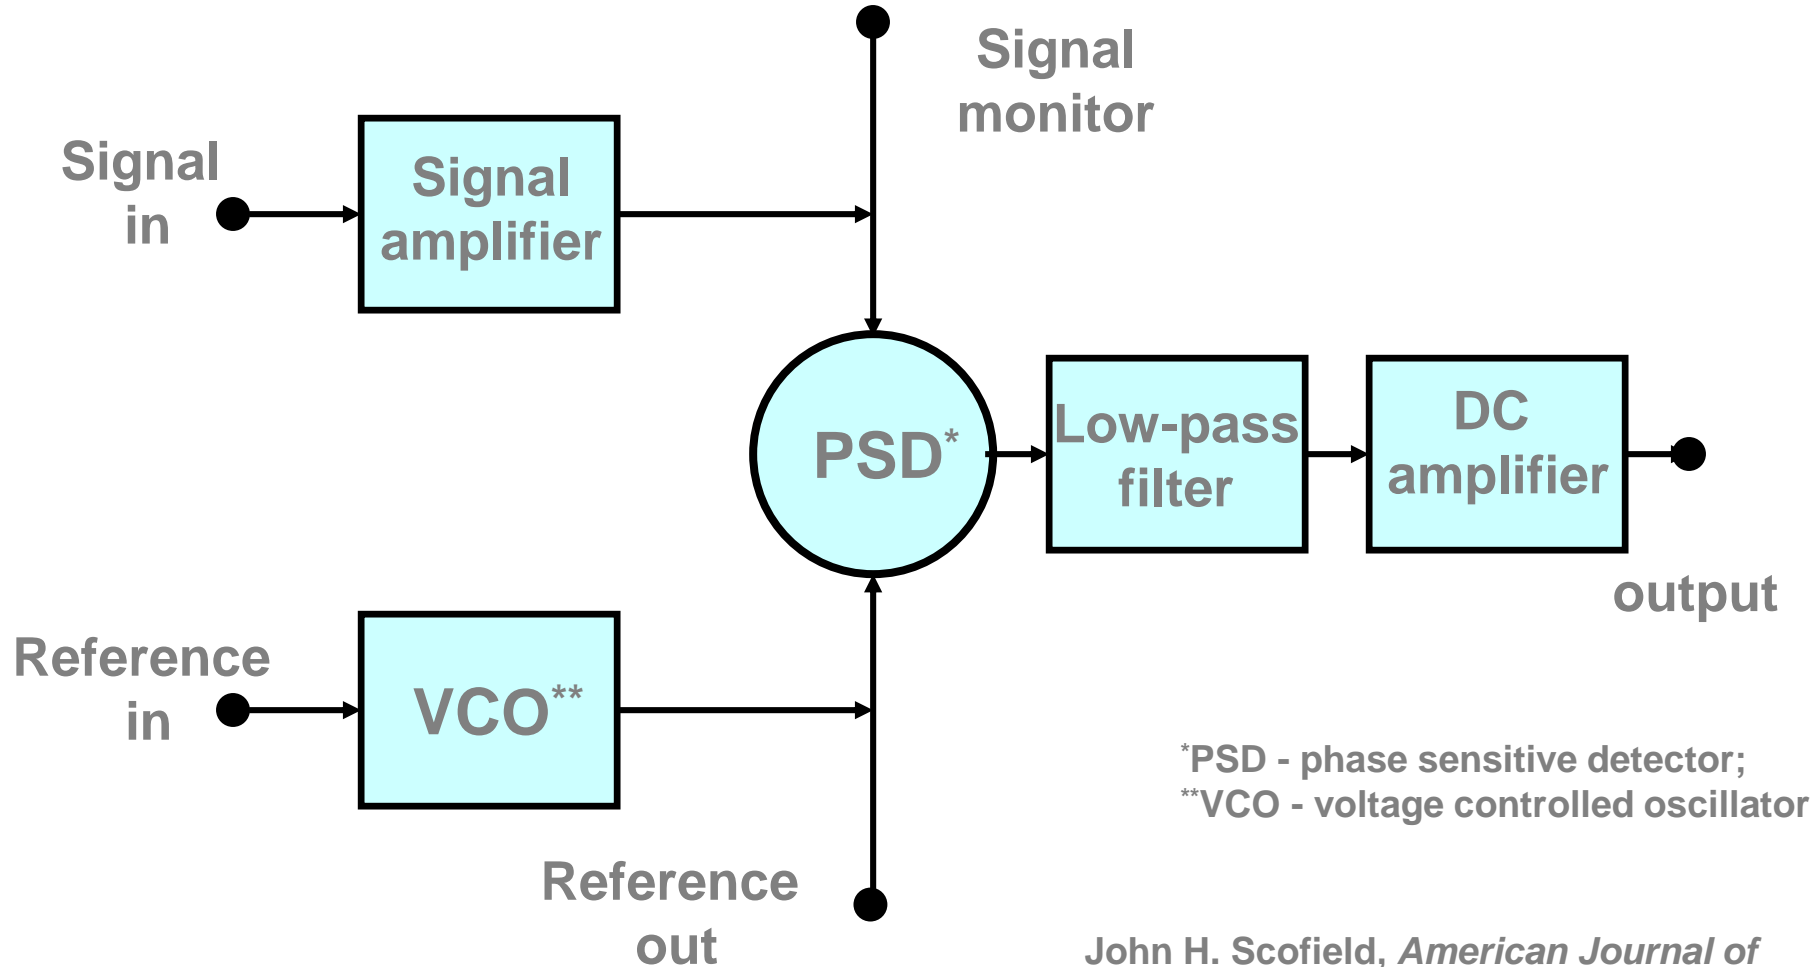 Signal
monitor
Signal
in
Signal
amplifier
PSD*
Low-pass
filter
DC
amplifier
output
Reference
in
VCO**
*PSD - phase sensitive detector;
**VCO - voltage controlled oscillator
Reference
out
John H. Scofield, American Journal of